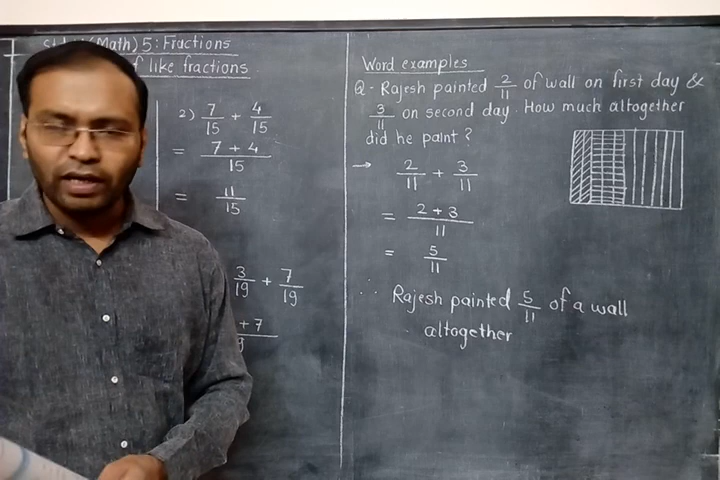 (Math) 5: Fractions
of like fractions
2) 7/15 + 4/15
= 7 + 4/15
= 11/15
3/19 + 7/19
+ 7
Word examples
Q - Rajesh painted 2/11 of wall on first day &
3/11 on second day. How much altogether
did he paint?
→ 2/11 + 3/11
= 2+3/11
= 5/11
∴ Rajesh painted 5/11 of a wall
altogether